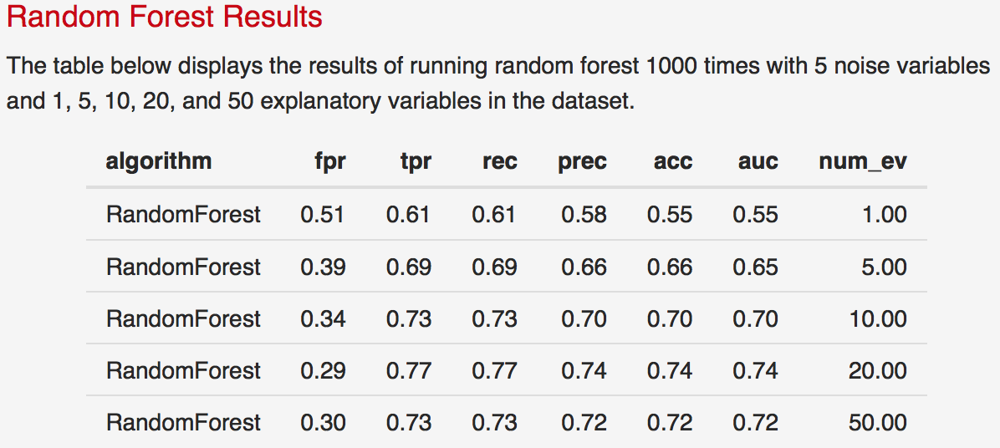 Random Forest Results
The table below displays the results of running random forest 1000 times with 5 noise variables
and 1, 5, 10, 20, and 50 explanatory variables in the dataset.
algorithm fpr tpr rec prec acc auc num_ev
RandomForest 0.51 0.61 0.61 0.58 0.55 0.55 1.00
RandomForest 0.39 0.69 0.69 0.66 0.66 0.65 5.00
RandomForest 0.34 0.73 0.73 0.70 0.70 0.70 10.00
RandomForest 0.29 0.77 0.77 0.74 0.74 0.74 20.00
RandomForest 0.30 0.73 0.73 0.72 0.72 0.72 50.00